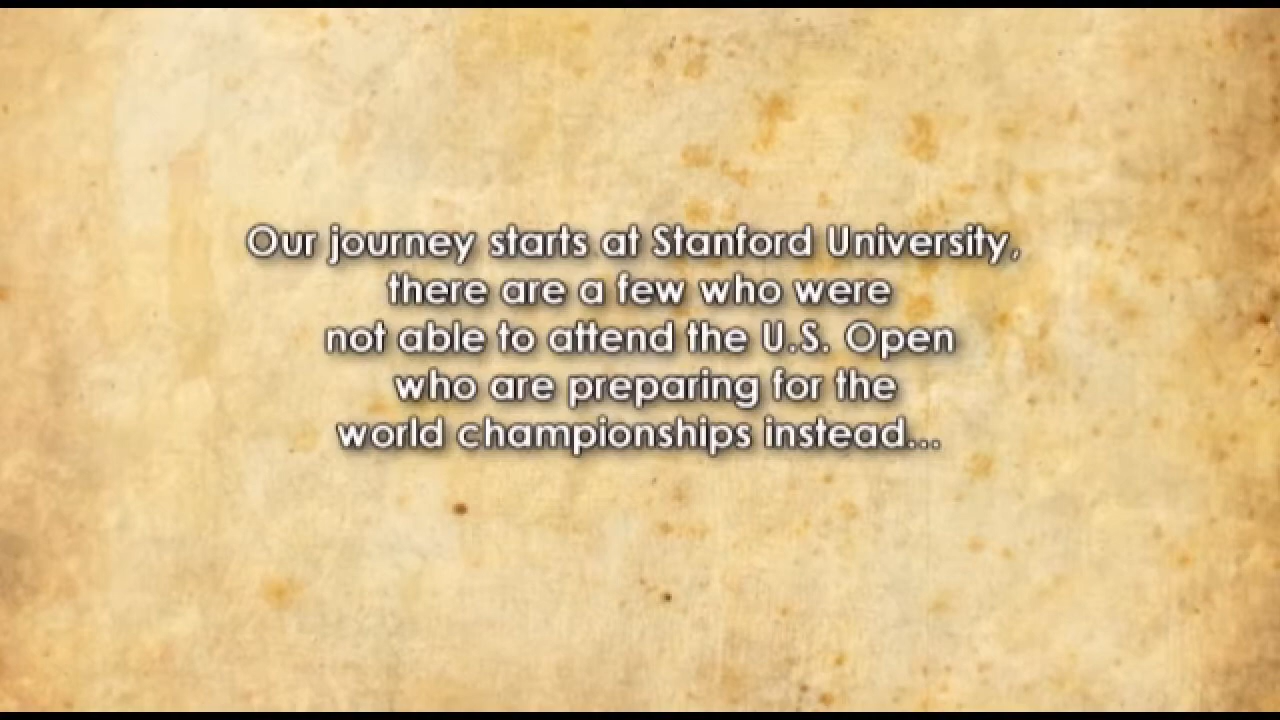 Our journey starts at Stanford University,
there are a few who were
not able to attend the U.S. Open
who are preparing for the
world championships instead...